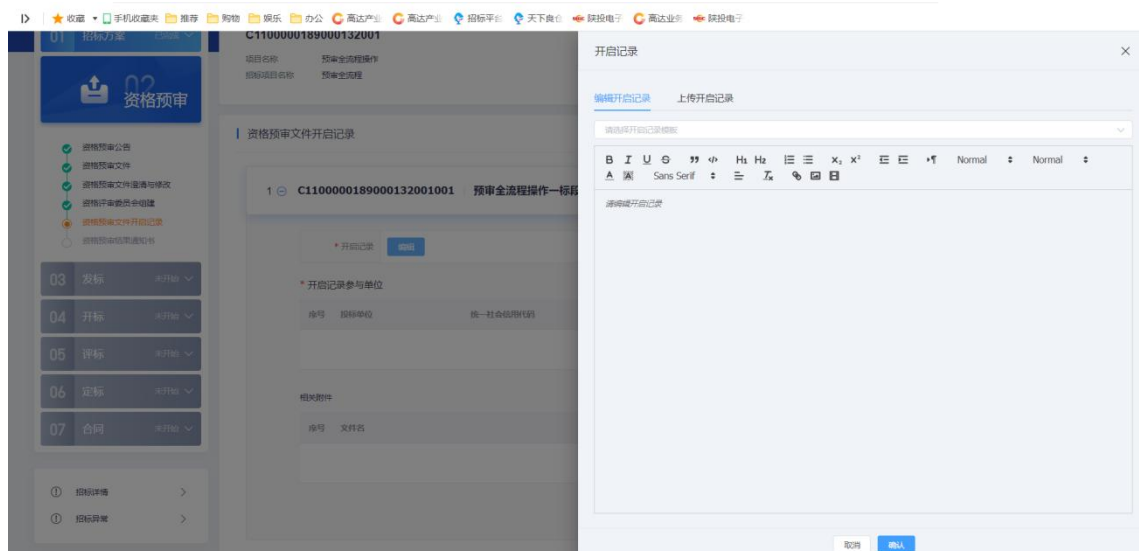 收藏 手机收藏夹 推荐 购物 娱乐 办公 高达产业 高达产业 招标平台 天下良仓 陕投电子 高达业务 陕投电子
01 招标方案
C1100000189000132001
项目名称 预审全流程操作
招标项目名称 预审全流程
02
资格预审
资格预审公告
资格预审文件
资格预审文件澄清与修改
资格评审委员会组建
资格预审文件开启记录
资格预审结果通知书
03 发标 未开始
04 开标 未开始
05 评标 未开始
06 定标 未开始
07 合同 未开始
招标详情
招标异常
资格预审文件开启记录
1 C1100000189000132001001 预审全流程操作一标段
* 开启记录 编辑
* 开启记录参与单位
序号 投标单位 统一社会信用代码
相关附件
序号 文件名
开启记录
编辑开启记录 上传开启记录
请选择开启记录模板
B I U S H1 H2 X2 X2 Normal Normal
A A Sans Serif Tx
请编辑开启记录
取消 确认